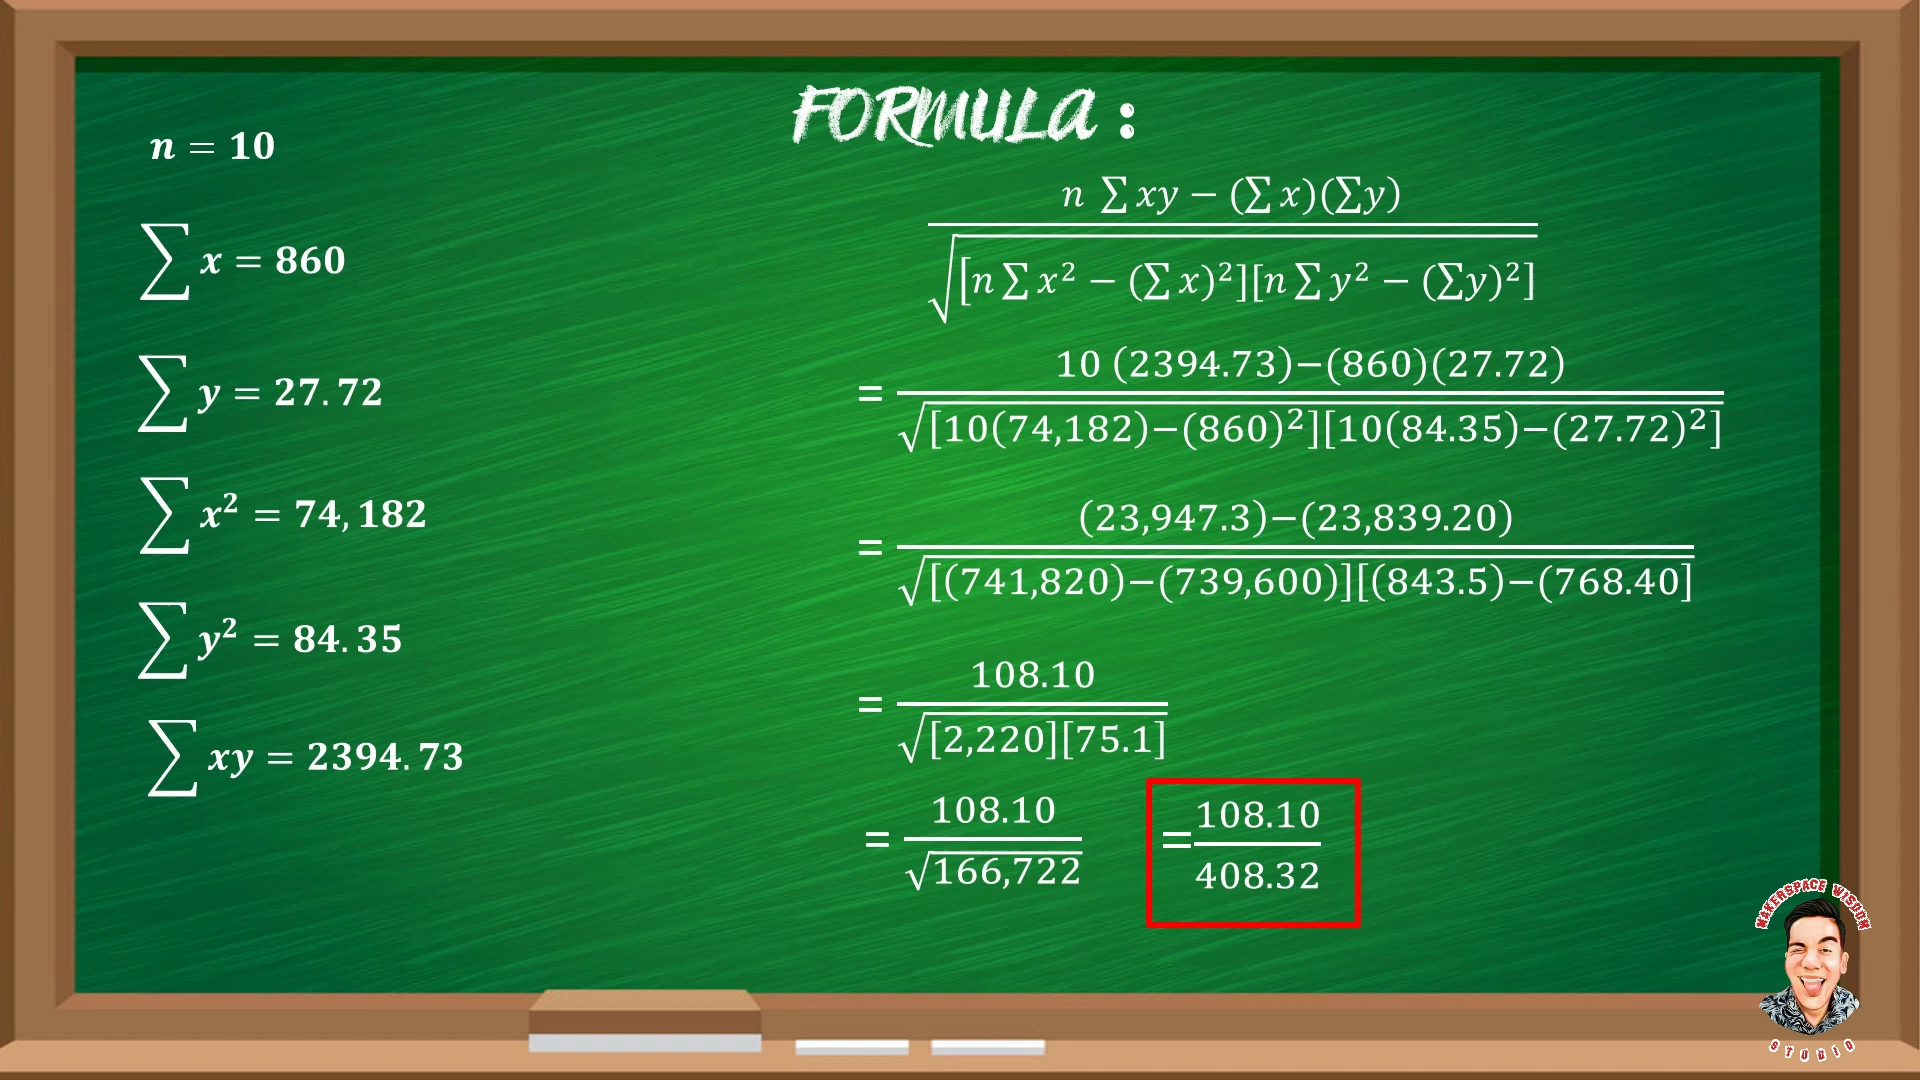 FORMULA :
n = 10
∑ x = 860
∑ y = 27.72
∑ x² = 74,182
∑ y² = 84.35
∑ xy = 2394.73
n ∑ xy − (∑ x)(∑y)
√[n ∑ x² − (∑ x)²][n ∑ y² − (∑y)²]
= 10 (2394.73)−(860)(27.72)
√[10(74,182)−(860)²][10(84.35)−(27.72)²]
= (23,947.3)−(23,839.20)
√[(741,820)−(739,600)][(843.5)−(768.40]
= 108.10
√[2,220][75.1]
= 108.10
√166,722
= 108.10
408.32
MAKERSPACE WISDOM
STUDIO